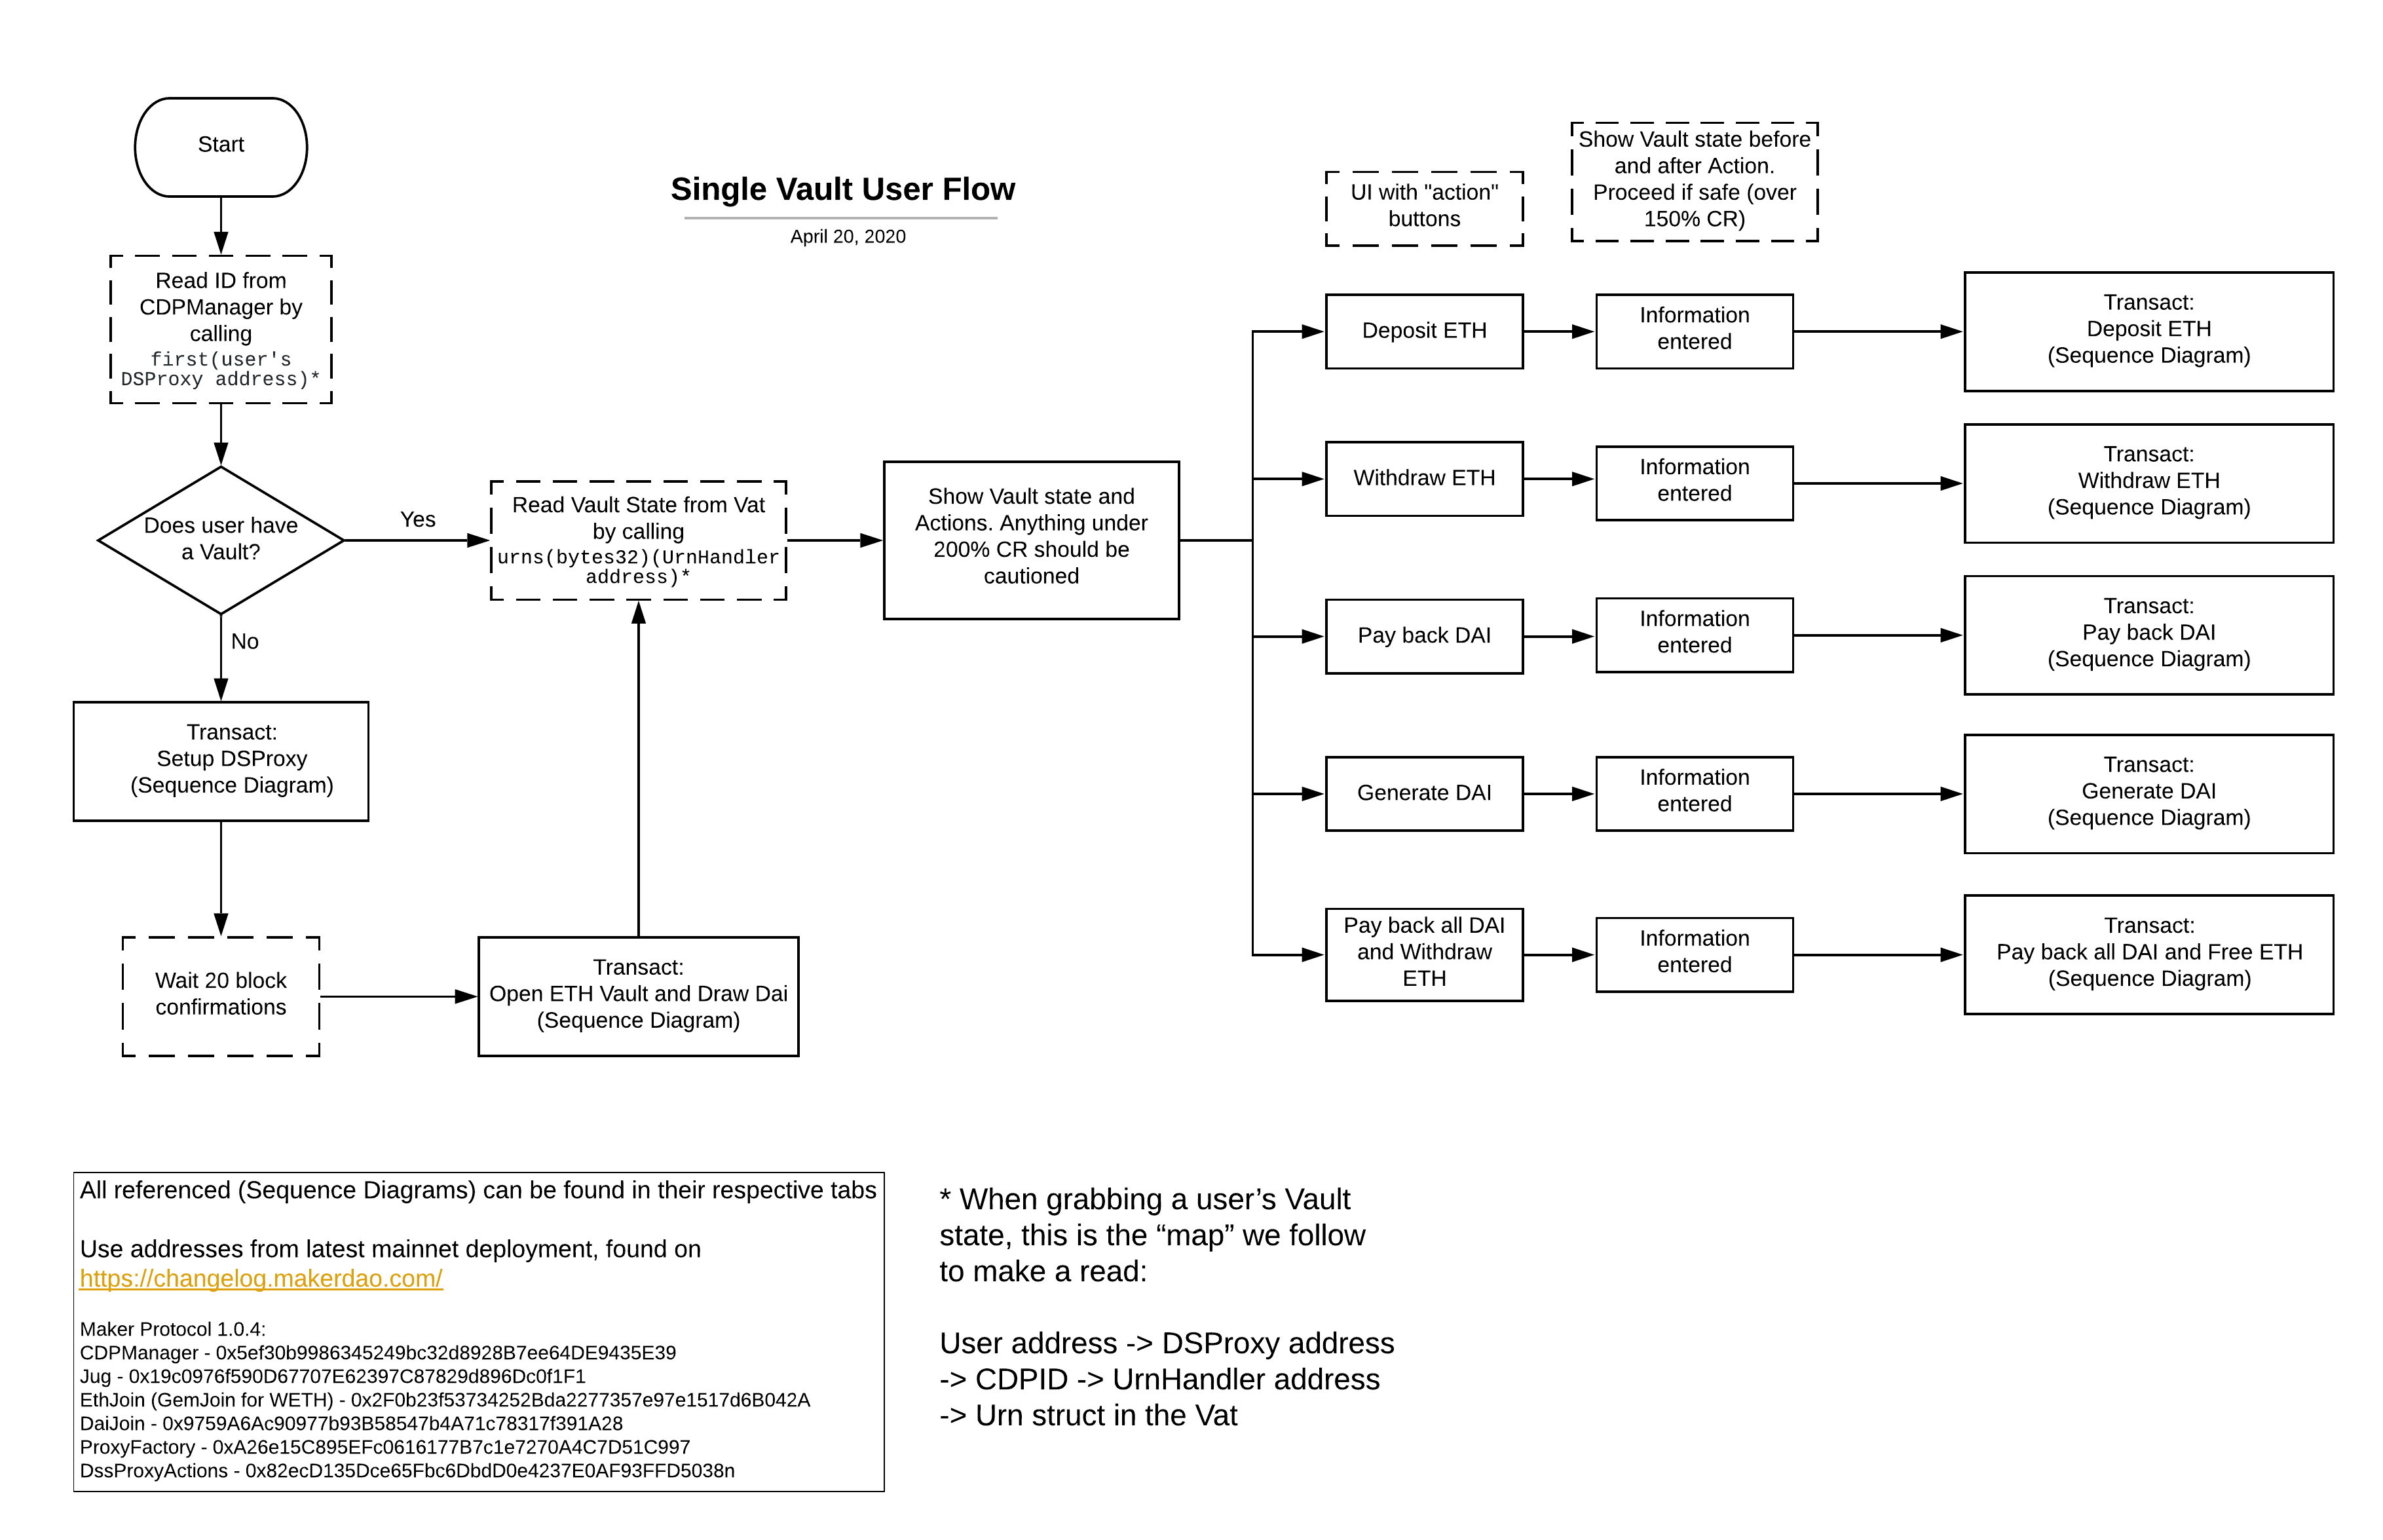 Start
Single Vault User Flow
April 20, 2020
Read ID from
CDPManager by
calling
first(user's
DSProxy address)*
Does user have
a Vault?
Yes
No
Transact:
Setup DSProxy
(Sequence Diagram)
Wait 20 block
confirmations
Transact:
Open ETH Vault and Draw Dai
(Sequence Diagram)
Read Vault State from Vat
by calling
urns(bytes32)(UrnHandler
address)*
Show Vault state and
Actions. Anything under
200% CR should be
cautioned
UI with "action"
buttons
Show Vault state before
and after Action.
Proceed if safe (over
150% CR)
Deposit ETH
Information
entered
Transact:
Deposit ETH
(Sequence Diagram)
Withdraw ETH
Information
entered
Transact:
Withdraw ETH
(Sequence Diagram)
Pay back DAI
Information
entered
Transact:
Pay back DAI
(Sequence Diagram)
Generate DAI
Information
entered
Transact:
Generate DAI
(Sequence Diagram)
Pay back all DAI
and Withdraw
ETH
Information
entered
Transact:
Pay back all DAI and Free ETH
(Sequence Diagram)
All referenced (Sequence Diagrams) can be found in their respective tabs
Use addresses from latest mainnet deployment, found on
https://changelog.makerdao.com/
Maker Protocol 1.0.4:
CDPManager - 0x5ef30b9986345249bc32d8928B7ee64DE9435E39
Jug - 0x19c0976f590D67707E62397C87829d896Dc0f1F1
EthJoin (GemJoin for WETH) - 0x2F0b23f53734252Bda2277357e97e1517d6B042A
DaiJoin - 0x9759A6Ac90977b93B58547b4A71c78317f391A28
ProxyFactory - 0xA26e15C895EFc0616177B7c1e7270A4C7D51C997
DssProxyActions - 0x82ecD135Dce65Fbc6DbdD0e4237E0AF93FFD5038n
* When grabbing a user’s Vault
state, this is the “map” we follow
to make a read:
User address -> DSProxy address
-> CDPID -> UrnHandler address
-> Urn struct in the Vat